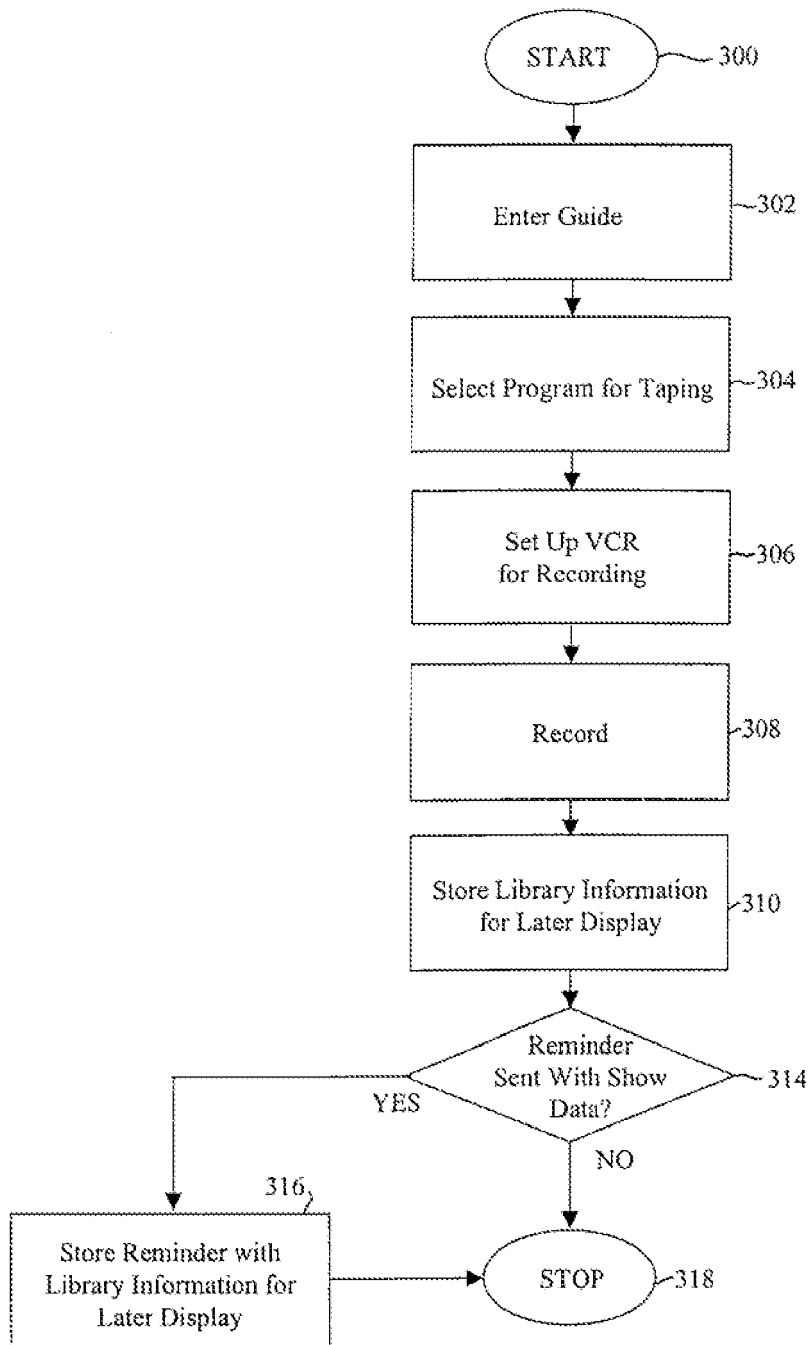 START
300
Enter Guide
302
Select Program for Taping
304
Set Up VCR
for Recording
306
Record
308
Store Library Information
for Later Display
310
Reminder
Sent With Show
Data?
314
YES
NO
316
Store Reminder with
Library Information for
Later Display
STOP
318